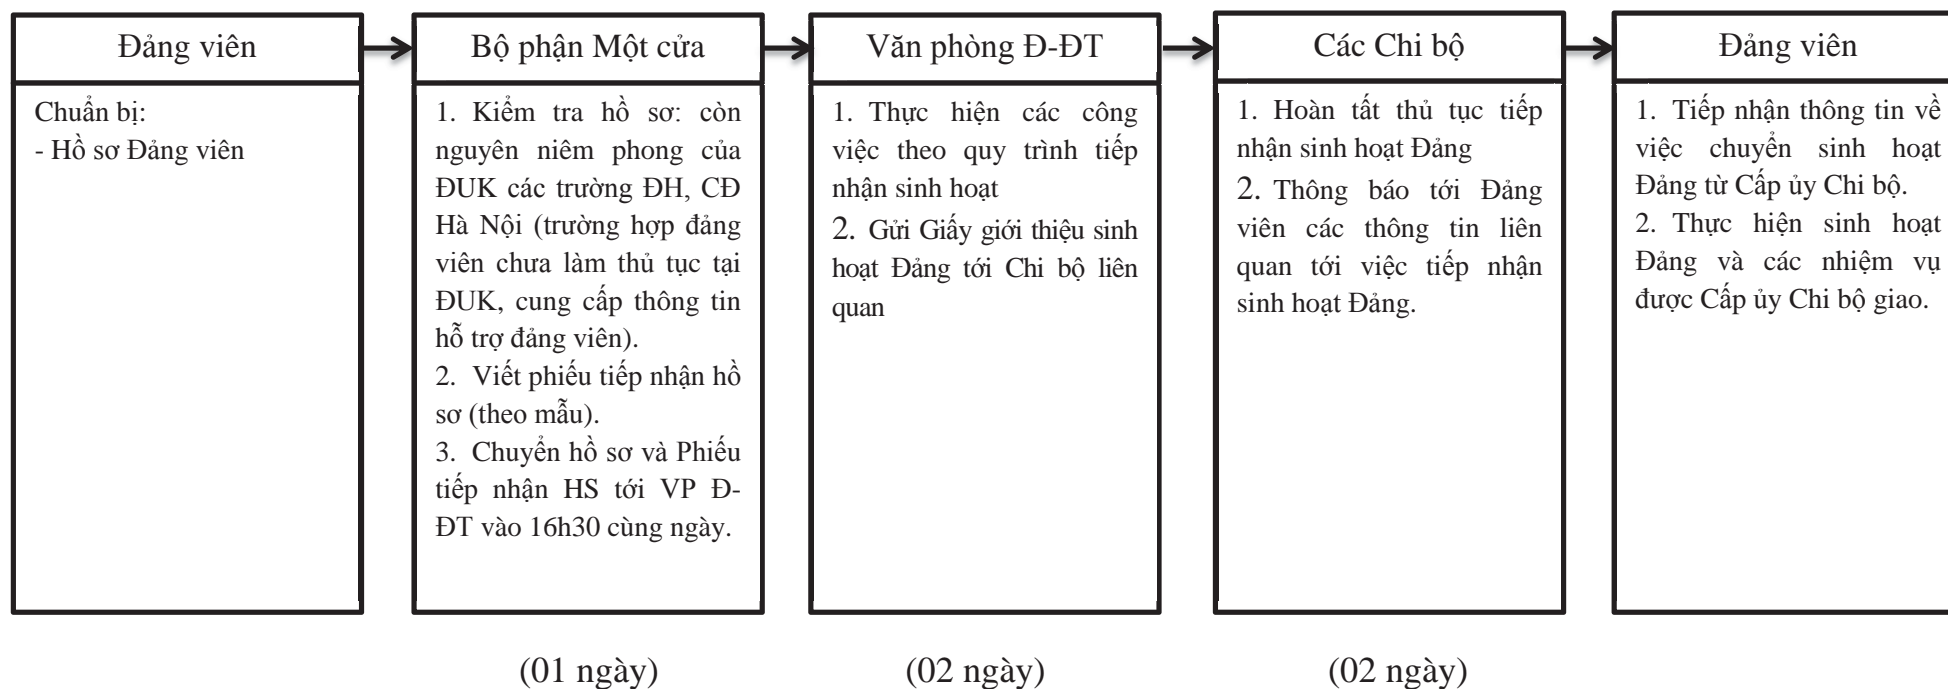 Đảng viên
Chuẩn bị:
- Hồ sơ Đảng viên
Bộ phận Một cửa
1. Kiểm tra hồ sơ: còn
nguyên niêm phong của
ĐUK các trường ĐH, CĐ
Hà Nội (trường hợp đảng
viên chưa làm thủ tục tại
ĐUK, cung cấp thông tin
hỗ trợ đảng viên).
2. Viết phiếu tiếp nhận hồ
sơ (theo mẫu).
3. Chuyển hồ sơ và Phiếu
tiếp nhận HS tới VP Đ-
ĐT vào 16h30 cùng ngày.
(01 ngày)
Văn phòng Đ-ĐT
1. Thực hiện các công
việc theo quy trình tiếp
nhận sinh hoạt
2. Gửi Giấy giới thiệu sinh
hoạt Đảng tới Chi bộ liên
quan
(02 ngày)
Các Chi bộ
1. Hoàn tất thủ tục tiếp
nhận sinh hoạt Đảng
2. Thông báo tới Đảng
viên các thông tin liên
quan tới việc tiếp nhận
sinh hoạt Đảng.
(02 ngày)
Đảng viên
1. Tiếp nhận thông tin về
việc chuyển sinh hoạt
Đảng từ Cấp ủy Chi bộ.
2. Thực hiện sinh hoạt
Đảng và các nhiệm vụ
được Cấp ủy Chi bộ giao.